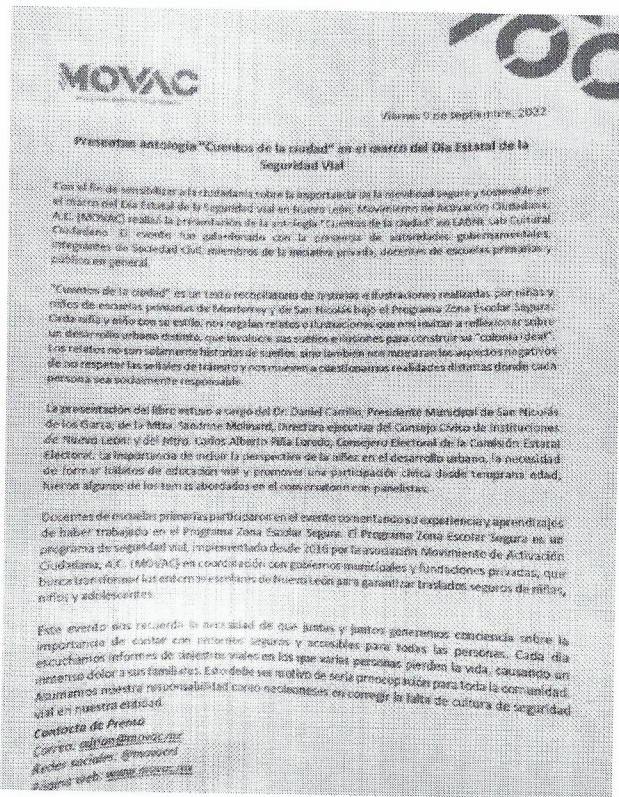 MOVAC
Viernes 9 de septiembre, 2022
Presentan antología "Cuentos de la ciudad" en el marco del Día Estatal de la
Seguridad Vial
Con el fin de sensibilizar a la ciudadanía sobre la importancia de la movilidad segura y sostenible en
el marco del Día Estatal de la Seguridad Vial en Nuevo León, Movimiento de Activación Ciudadana,
A.C. (MOVAC) realizó la presentación de la antología "Cuentos de la ciudad" en LABNL Lab Cultural
Ciudadano. El evento fue galardonado con la presencia de autoridades gubernamentales,
integrantes de Sociedad Civil, miembros de la iniciativa privada, docentes de escuelas primarias y
público en general.
"Cuentos de la ciudad" es un texto recopilatorio de historias e ilustraciones realizadas por niñas y
niños de escuelas primarias de Monterrey y de San Nicolás bajo el Programa Zona Escolar Segura.
Cada niña y niño con su estilo, nos regalan relatos o ilustraciones que nos invitan a reflexionar sobre
un desarrollo urbano distinto, que involucre sus sueños e ilusiones para construir su "colonia ideal".
Los relatos no son solamente historias de sueños, sino también nos muestran los aspectos negativos
de no respetar las señales de tránsito y nos mueven a cuestionarnos realidades distintas donde cada
persona sea socialmente responsable.
La presentación del libro estuvo a cargo del Dr. Daniel Carrillo, Presidente Municipal de San Nicolás
de los Garza, de la Mtra. Sandrine Molinard, Directora ejecutiva del Consejo Cívico de Instituciones
de Nuevo León; y del Mtro. Carlos Alberto Piña Loredo, Consejero Electoral de la Comisión Estatal
Electoral. La importancia de incluir la perspectiva de la niñez en el desarrollo urbano, la necesidad
de formar hábitos de educación vial y promover una participación cívica desde temprana edad,
fueron algunos de los temas abordados en el conversatorio con panelistas.
Docentes de escuelas primarias participaron en el evento comentando su experiencia y aprendizajes
de haber trabajado en el Programa Zona Escolar Segura. El Programa Zona Escolar Segura es un
programa de seguridad vial, implementado desde 2016 por la asociación Movimiento de Activación
Ciudadana, A.C. (MOVAC) en coordinación con gobiernos municipales y fundaciones privadas, que
busca transformar los entornos escolares de Nuevo León para garantizar traslados seguros de niñas,
niños y adolescentes.
Este evento nos recuerda la necesidad de que juntas y juntos generemos conciencia sobre la
importancia de contar con entornos seguros y accesibles para todas las personas. Cada día
escuchamos informes de siniestros viales en los que varias personas pierden la vida, causando un
inmenso dolor a sus familiares. Esto debe ser motivo de seria preocupación para toda la comunidad.
Asumamos nuestra responsabilidad como neoloneses en corregir la falta de cultura de seguridad
vial en nuestra entidad.
Contacto de Prensa
Correo: adrian@movac.mx
Redes sociales: @movacnl
Página web: www.movac.mx